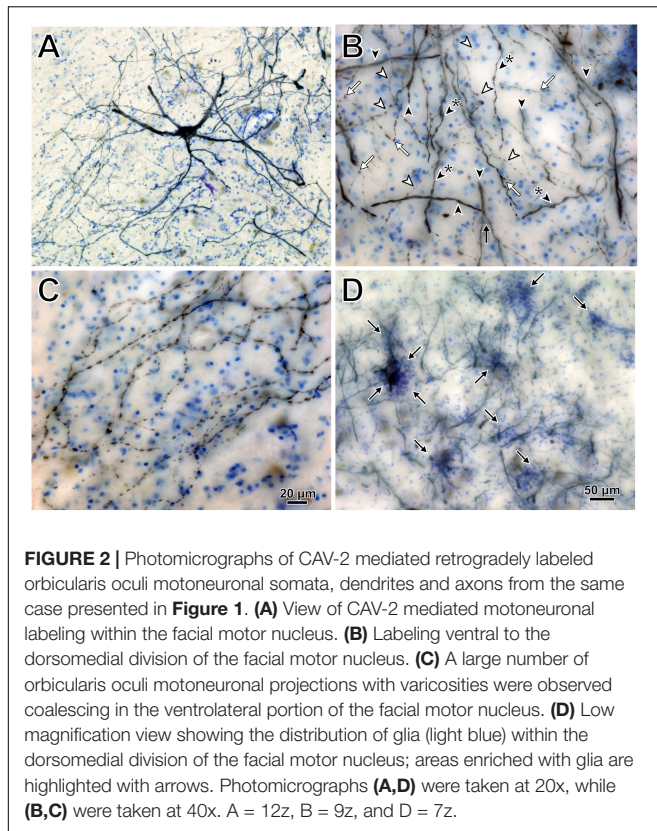 A
B
C
D
20 µm
50 µm
FIGURE 2 | Photomicrographs of CAV-2 mediated retrogradely labeled
orbicularis oculi motoneuronal somata, dendrites and axons from the same
case presented in Figure 1. (A) View of CAV-2 mediated motoneuronal
labeling within the facial motor nucleus. (B) Labeling ventral to the
dorsomedial division of the facial motor nucleus. (C) A large number of
orbicularis oculi motoneuronal projections with varicosities were observed
coalescing in the ventrolateral portion of the facial motor nucleus. (D) Low
magnification view showing the distribution of glia (light blue) within the
dorsomedial division of the facial motor nucleus; areas enriched with glia are
highlighted with arrows. Photomicrographs (A,D) were taken at 20x, while
(B,C) were taken at 40x. A = 12z, B = 9z, and D = 7z.